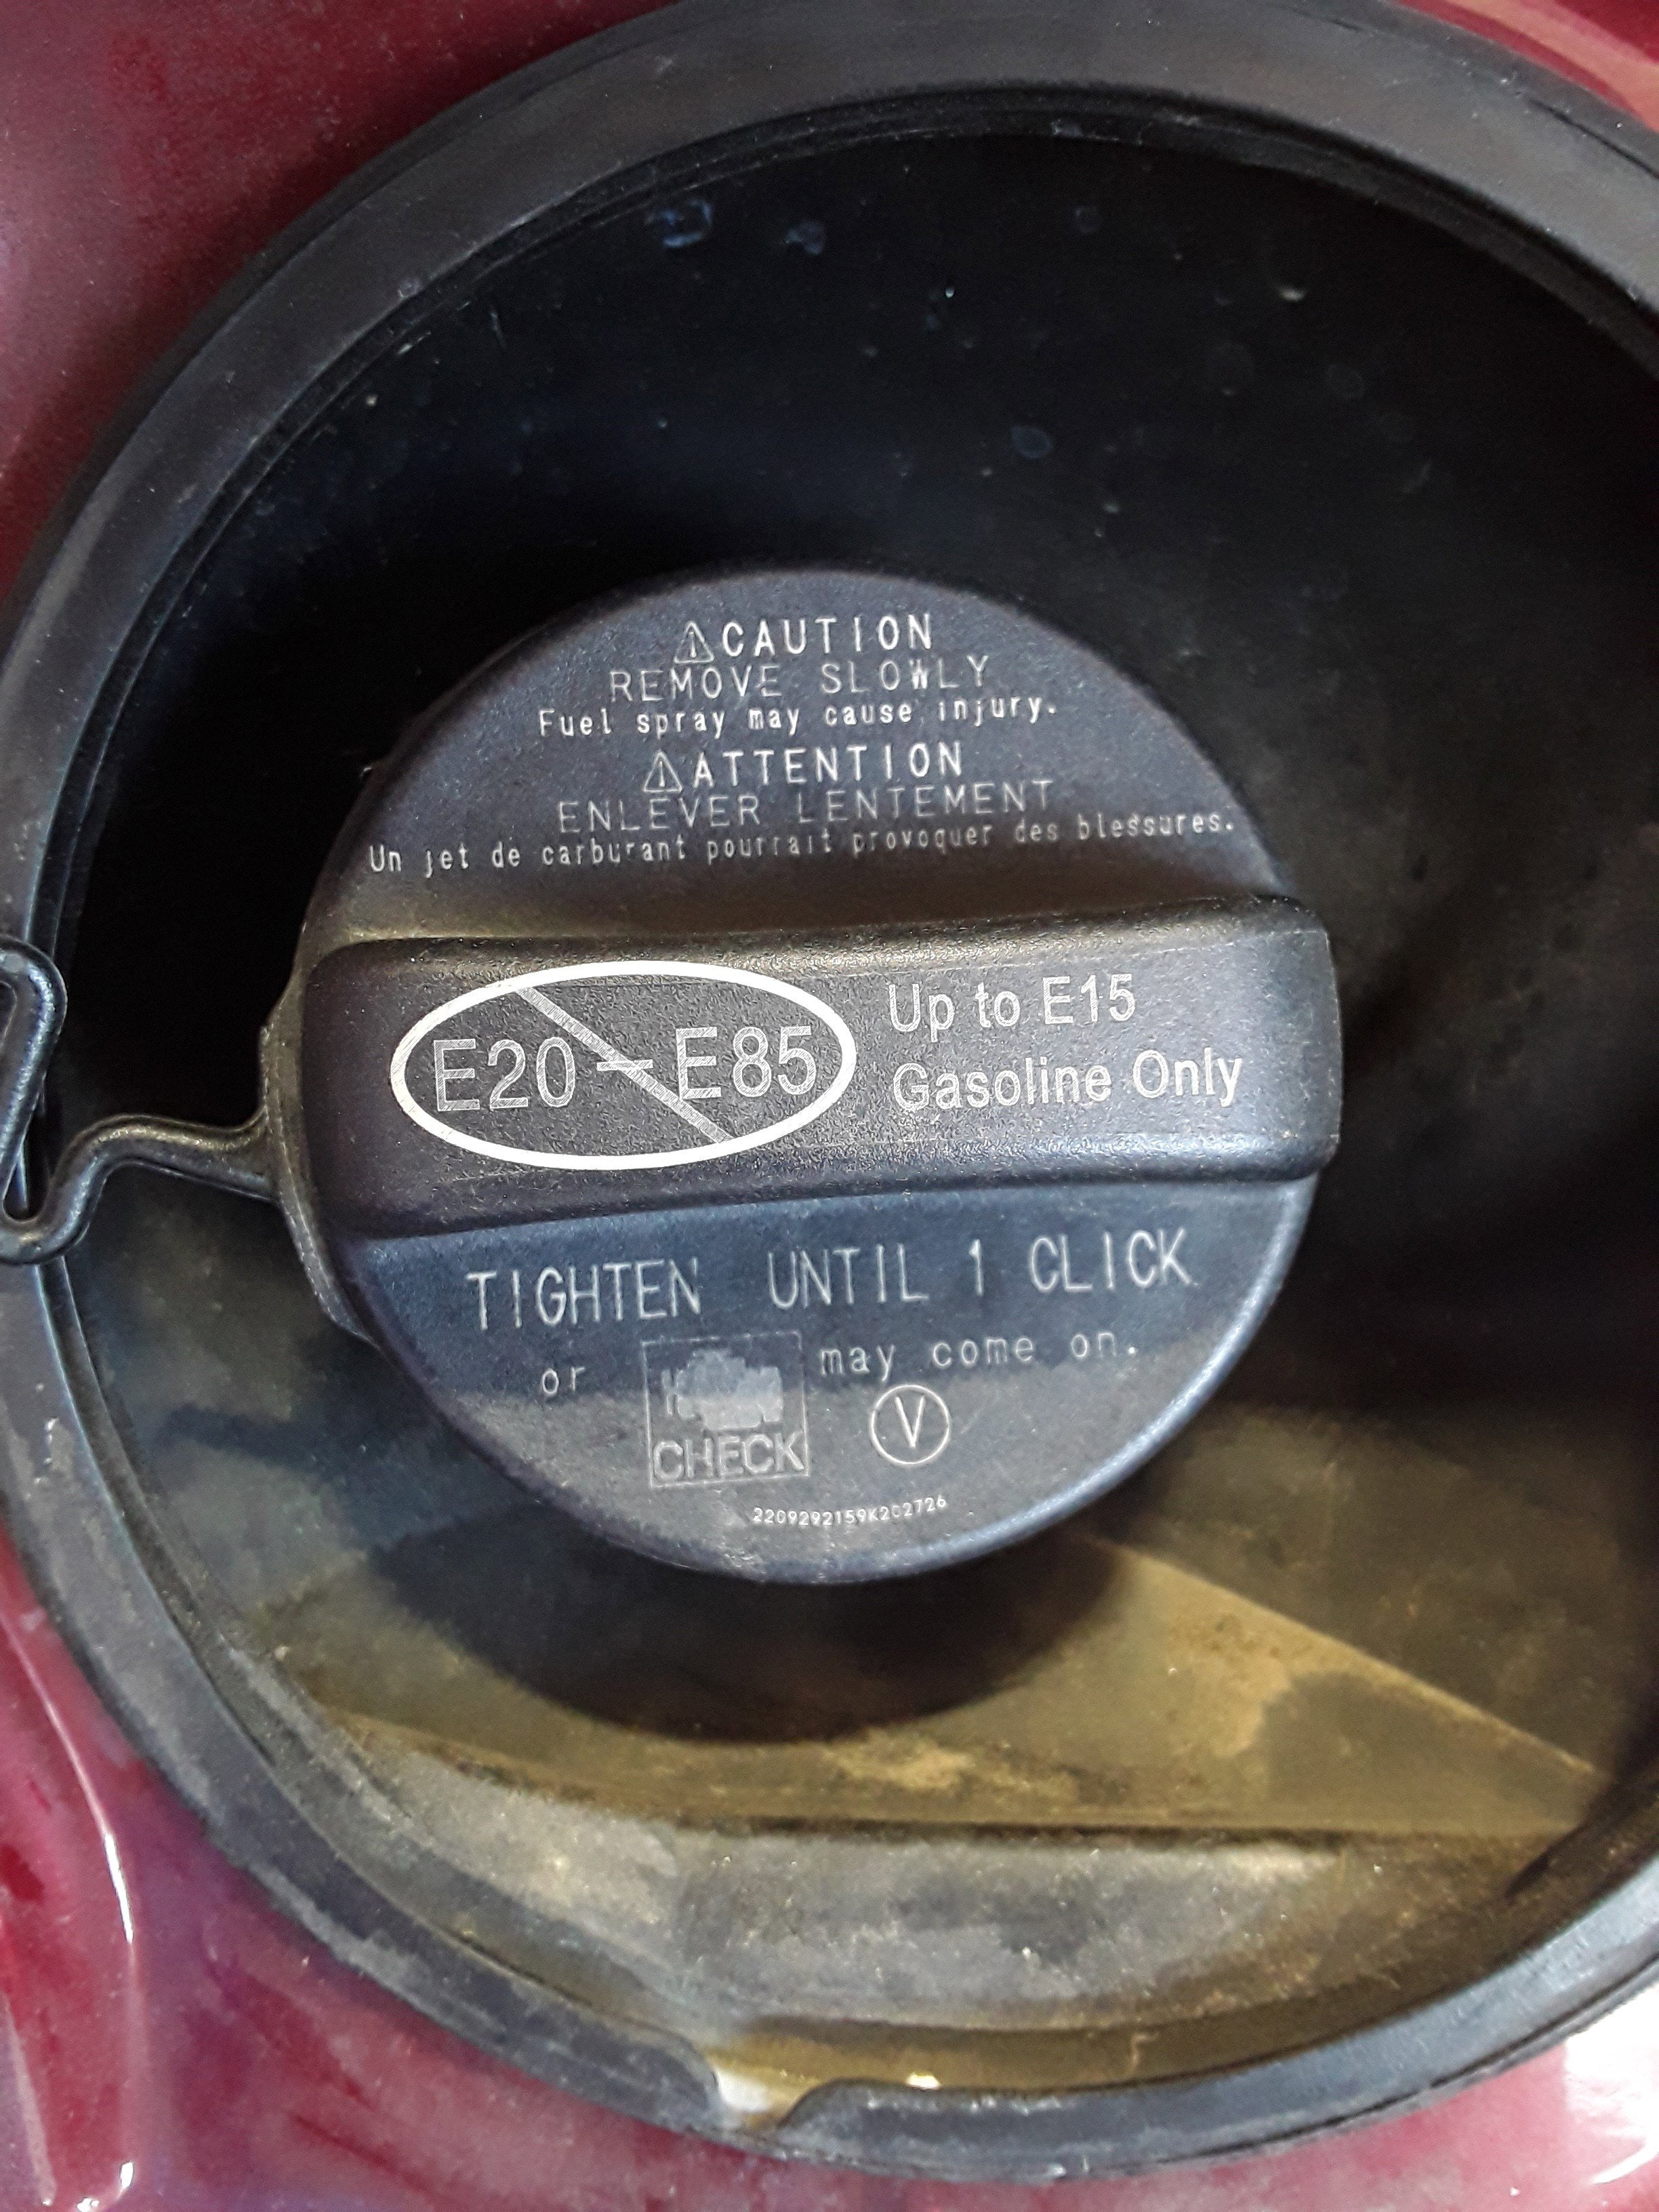 ⚠CAUTION
REMOVE SLOWLY
Fuel spray may cause injury.
⚠ATTENTION
ENLEVER LENTEMENT
Un jet de carburant pourrait provoquer des blessures.
E20-E85
Up to E15
Gasoline Only
TIGHTEN UNTIL 1 CLICK
or CHECK may come on.
V
2209292159K202726